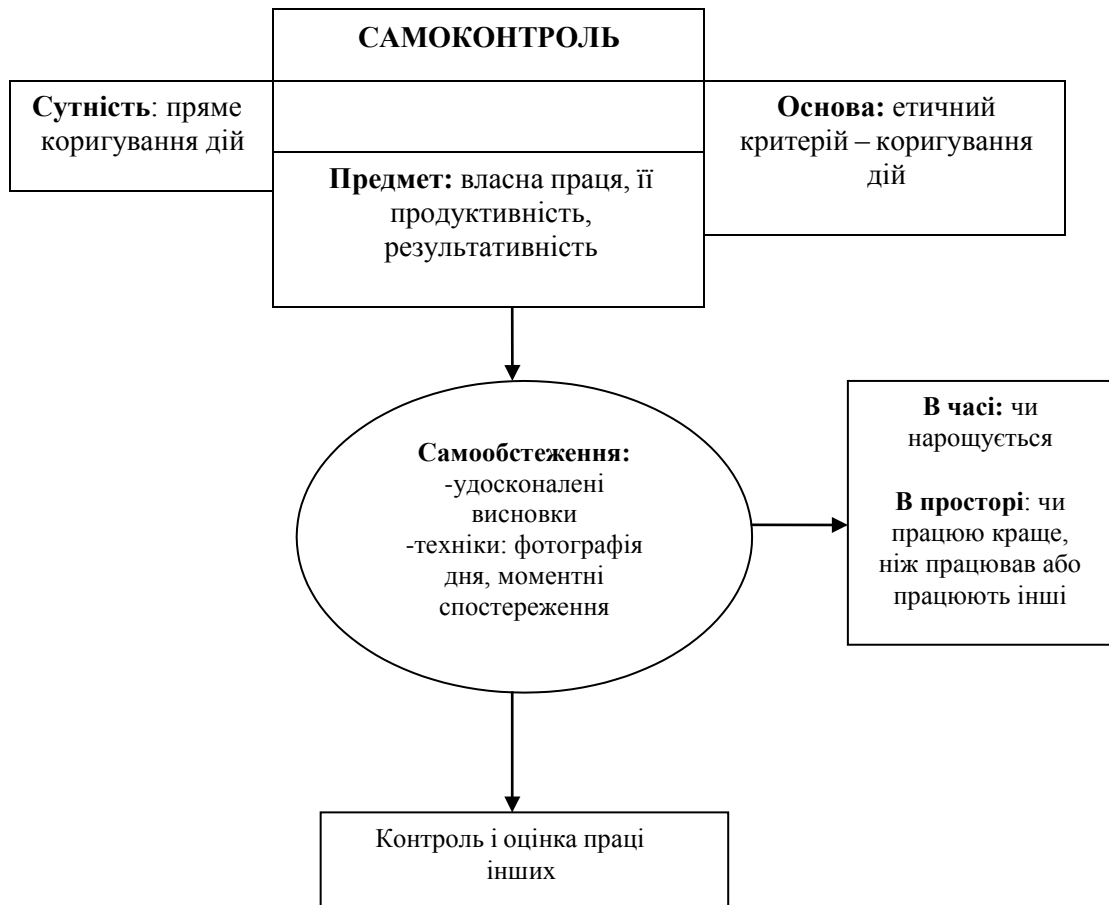 САМОКОНТРОЛЬ
Сутність: пряме
коригування дій
Основа: етичний
критерій – коригування
дій
Предмет: власна праця, її
продуктивність,
результативність
Самообстеження:
-удосконалені
висновки
-техніки: фотографія
дня, моментні
спостереження
В часі: чи
нарощується
В просторі: чи
працюю краще,
ніж працював або
працюють інші
Контроль і оцінка праці
інших